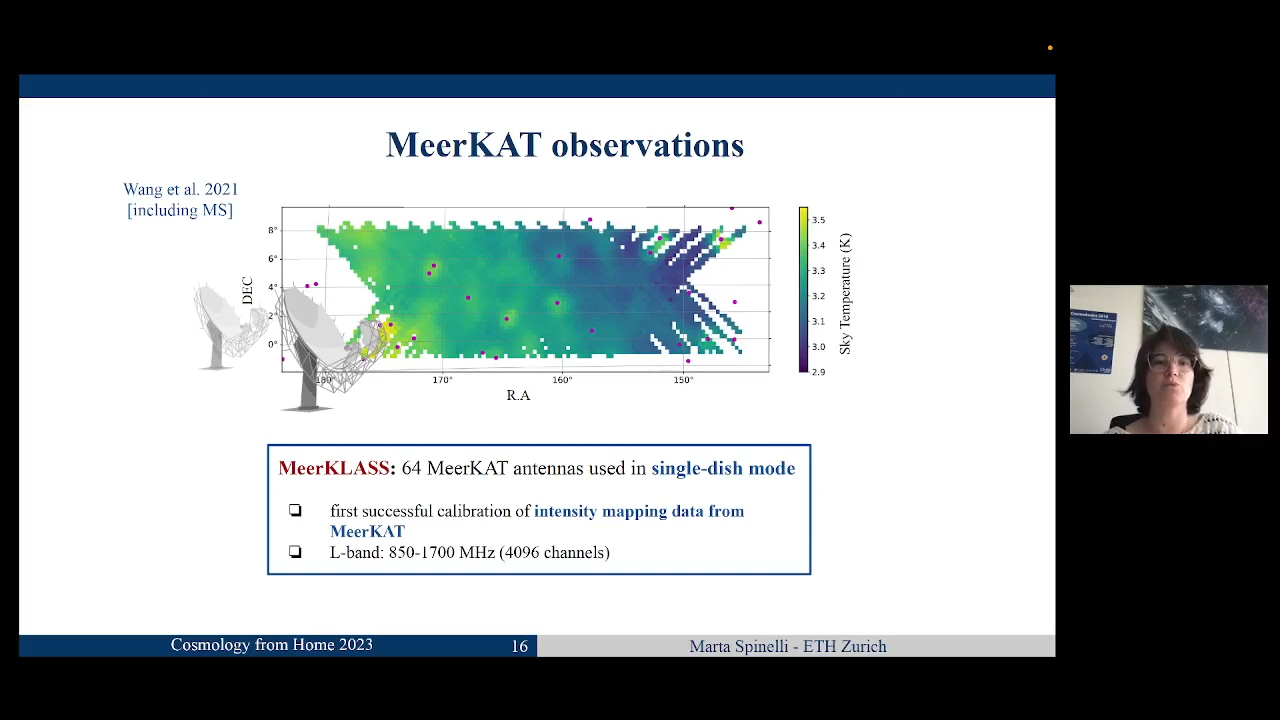 MeerKAT observations
Wang et al. 2021
[including MS]
8°
6°
4°
2°
0°
DEC
180°
170°
160°
150°
R.A
3.5
3.4
3.3
3.2
3.1
3.0
2.9
Sky Temperature (K)
MeerKLASS: 64 MeerKAT antennas used in single-dish mode
❑ first successful calibration of intensity mapping data from
MeerKAT
❑ L-band: 850-1700 MHz (4096 channels)
Cosmology from Home 2023
16
Marta Spinelli - ETH Zurich